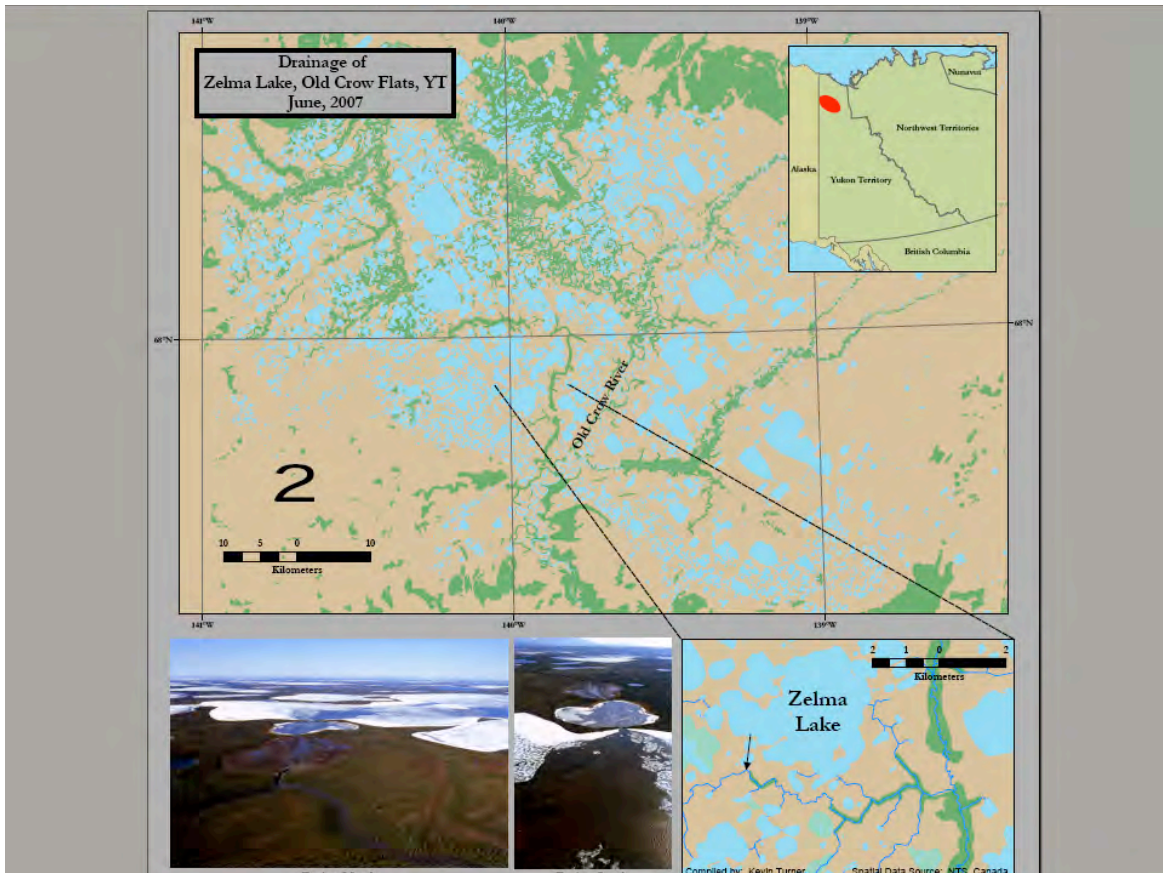 141°W
140°W
139°W
Drainage of
Zelma Lake, Old Crow Flats, YT
June, 2007
Nunavut
Northwest Territories
Alaska
Yukon Territory
British Columbia
68°N
68°N
Old Crow River
2
10 5 0 10
Kilometers
141°W
140°W
139°W
2 1 0 2
Kilometers
Zelma
Lake
Compiled by: Kevin Turner
Spatial Data Source: NTS, Canada